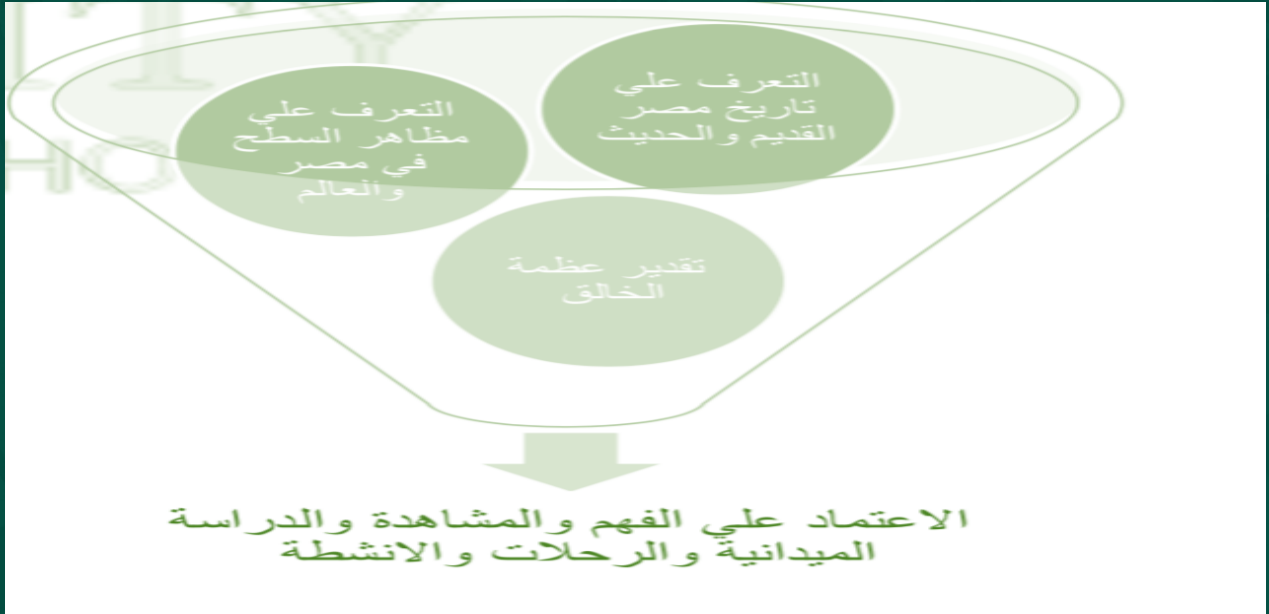 التعرف علي
تاريخ مصر
القديم والحديث
التعرف علي
مظاهر السطح
في مصر
والعالم
تقدير عظمة
الخالق
الاعتماد علي الفهم والمشاهدة والدراسة
الميدانية والرحلات والانشطة